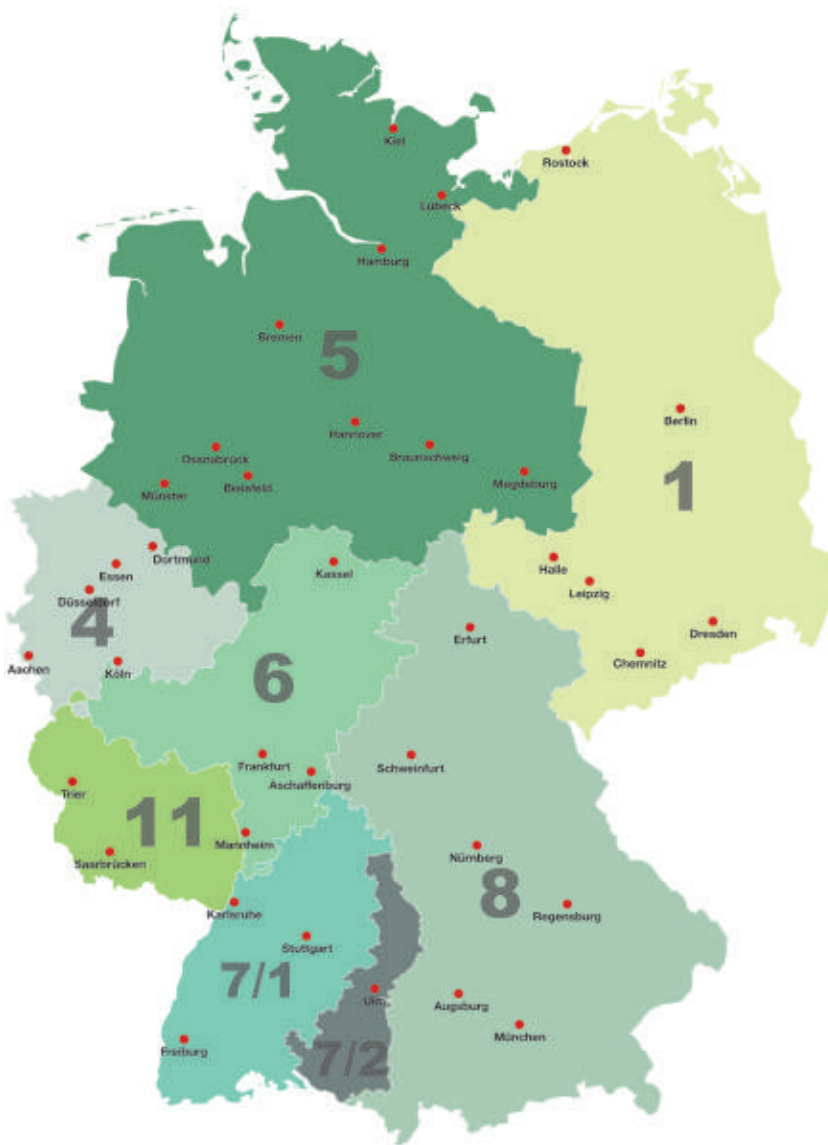 Kiel
Rostock
Lübeck
Hamburg
Bremen
5
Berlin
Hannover
Ossnabrück
Braunschweig
Bielefeld
Magdeburg
Münster
1
Dortmund
Essen
Kassel
Halle
Leipzig
Düsseldorf
4
Dresden
Erfurt
Aachen
Köln
6
Chemnitz
Frankfurt
Schweinfurt
Aschaffenburg
Trier
11
Mannheim
Saarbrücken
Nürnberg
8
Karlsruhe
Regensburg
Stuttgart
7/1
Ulm
Augsburg
München
Freiburg
7/2